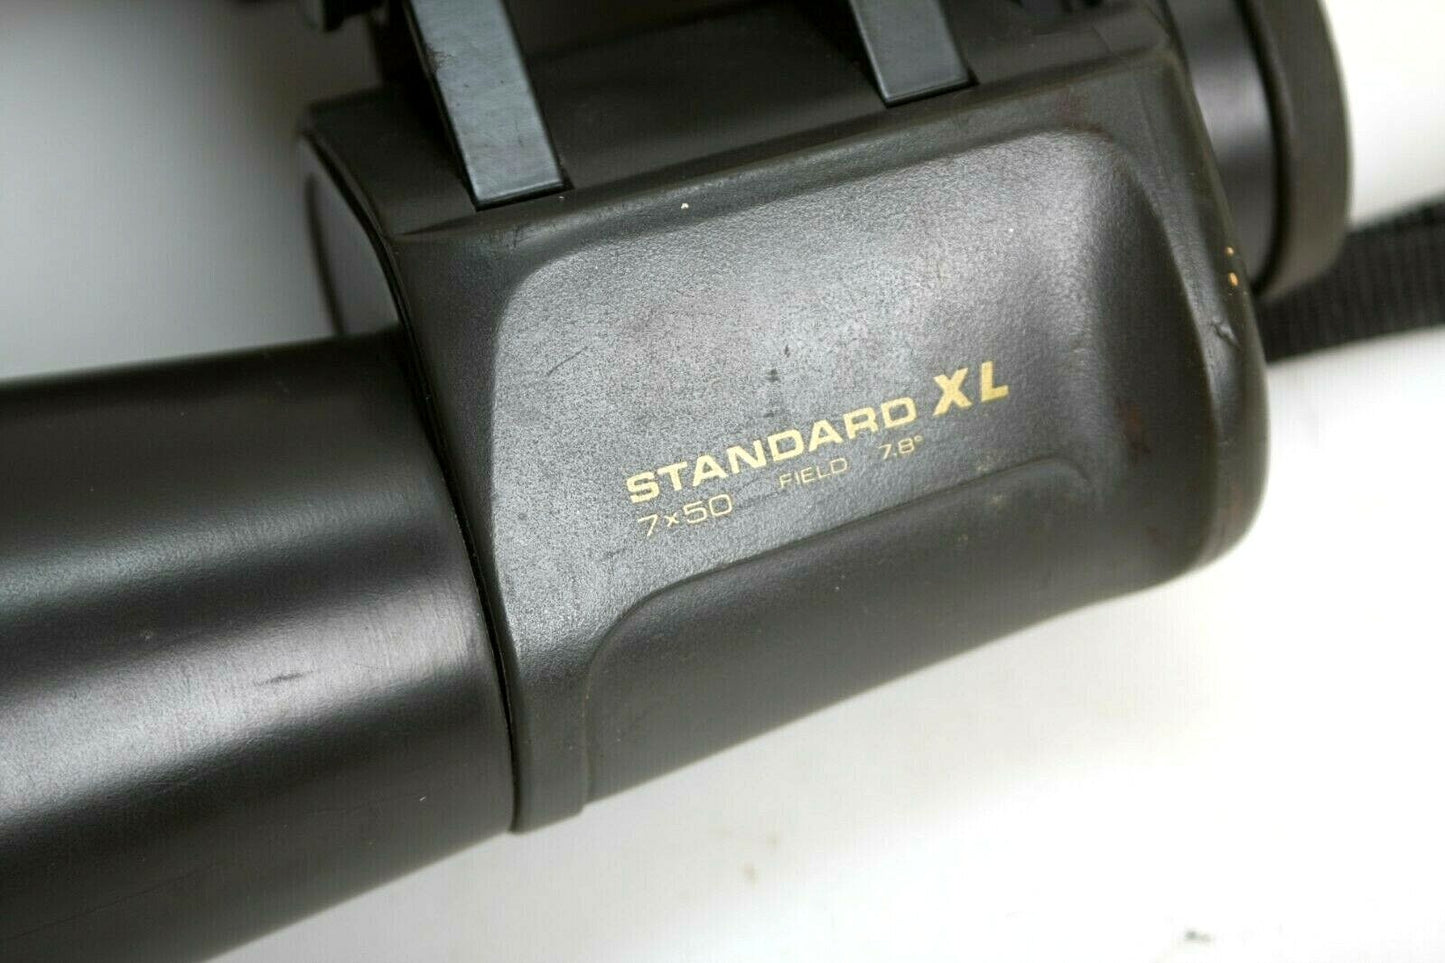 STANDARD XL
7×50 FIELD 7.8°